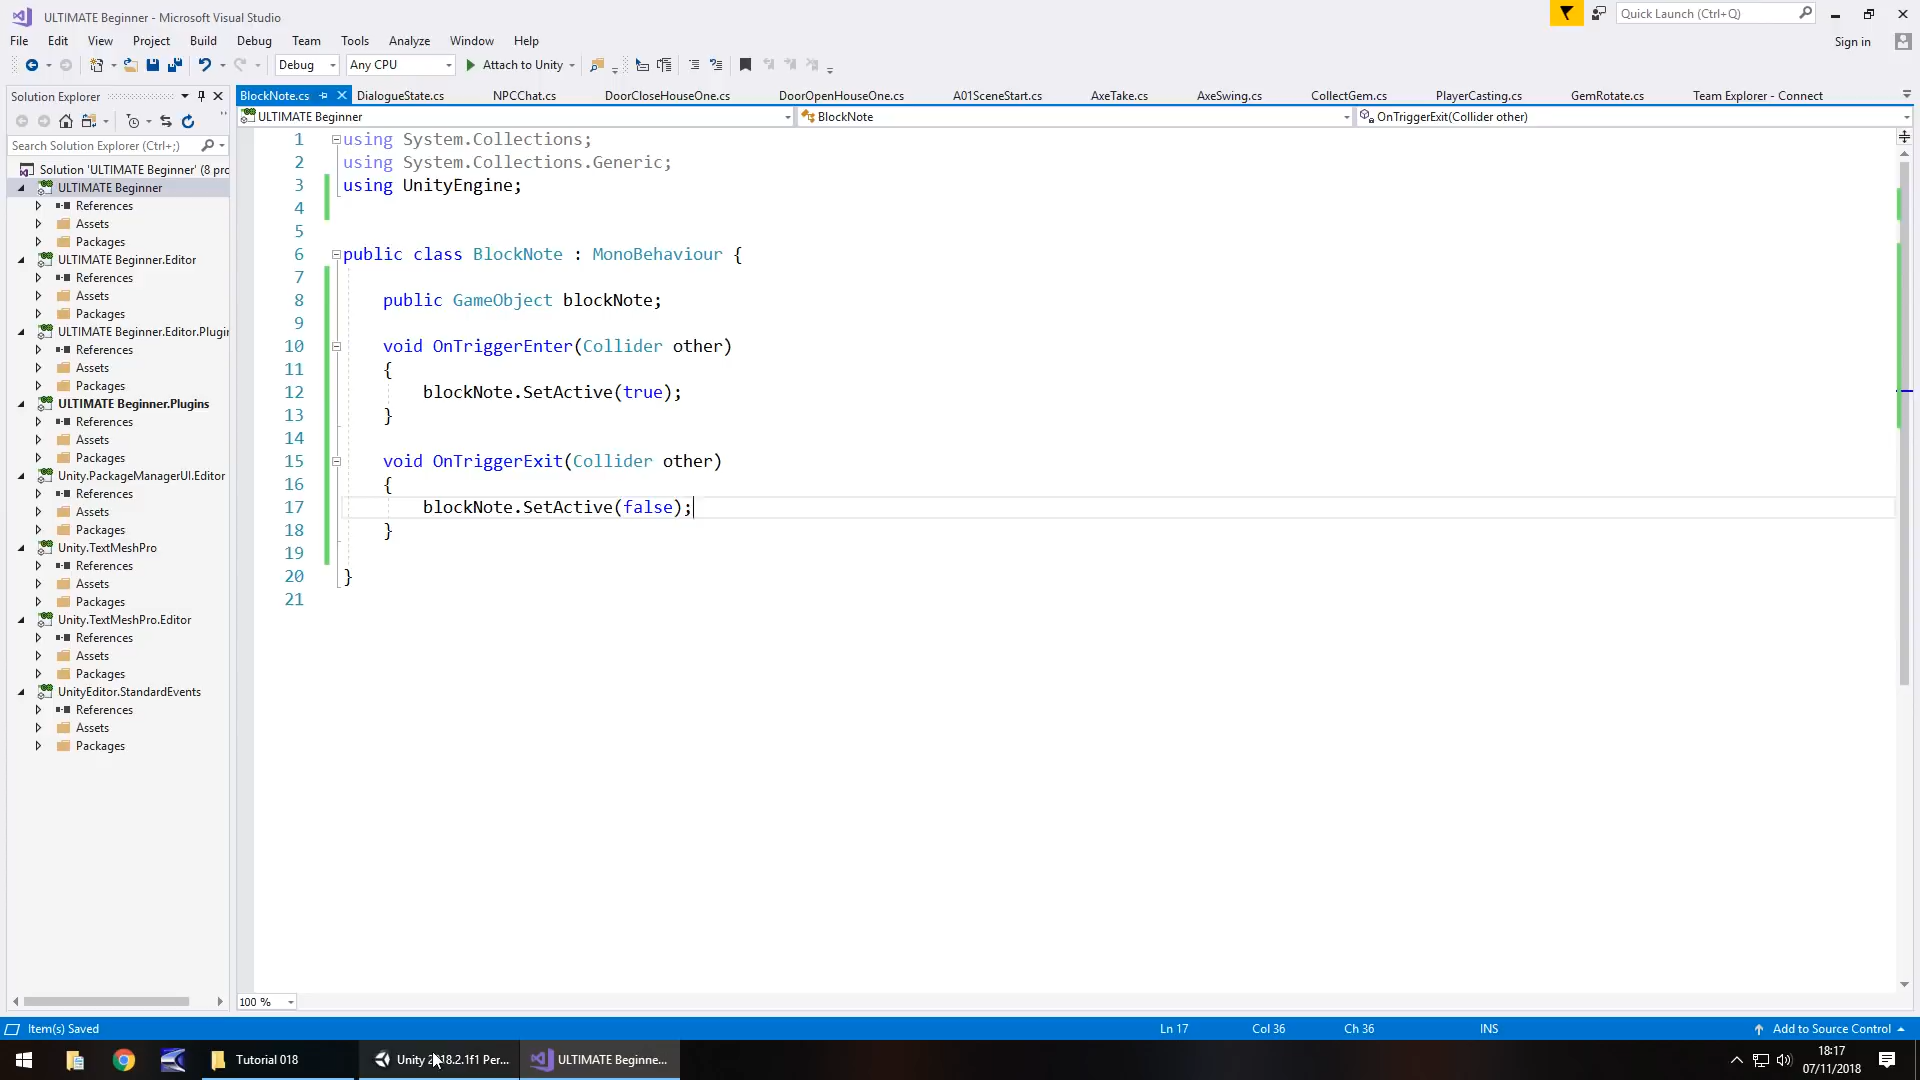 ULTIMATE Beginner - Microsoft Visual Studio
Quick Launch (Ctrl+Q)
File Edit View Project Build Debug Team Tools Analyze Window Help
Sign in
Debug Any CPU Attach to Unity
Solution Explorer
BlockNote.cs DialogueState.cs NPCChat.cs DoorCloseHouseOne.cs DoorOpenHouseOne.cs A01SceneStart.cs AxeTake.cs AxeSwing.cs CollectGem.cs PlayerCasting.cs GemRotate.cs Team Explorer - Connect
ULTIMATE Beginner BlockNote OnTriggerExit(Collider other)
Search Solution Explorer (Ctrl+;)
Solution 'ULTIMATE Beginner' (8 pro
ULTIMATE Beginner
References
Assets
Packages
ULTIMATE Beginner.Editor
References
Assets
Packages
ULTIMATE Beginner.Editor.Plugin
References
Assets
Packages
ULTIMATE Beginner.Plugins
References
Assets
Packages
Unity.PackageManagerUI.Editor
References
Assets
Packages
Unity.TextMeshPro
References
Assets
Packages
Unity.TextMeshPro.Editor
References
Assets
Packages
UnityEditor.StandardEvents
References
Assets
Packages
1 using System.Collections;
2 using System.Collections.Generic;
3 using UnityEngine;
4
5
6 public class BlockNote : MonoBehaviour {
7
8 public GameObject blockNote;
9
10 void OnTriggerEnter(Collider other)
11 {
12 blockNote.SetActive(true);
13 }
14
15 void OnTriggerExit(Collider other)
16 {
17 blockNote.SetActive(false);
18 }
19
20 }
21
100 %
Item(s) Saved Ln 17 Col 36 Ch 36 INS Add to Source Control
Tutorial 018 Unity 2018.2.1f1 Per... ULTIMATE Beginne...
18:17
07/11/2018